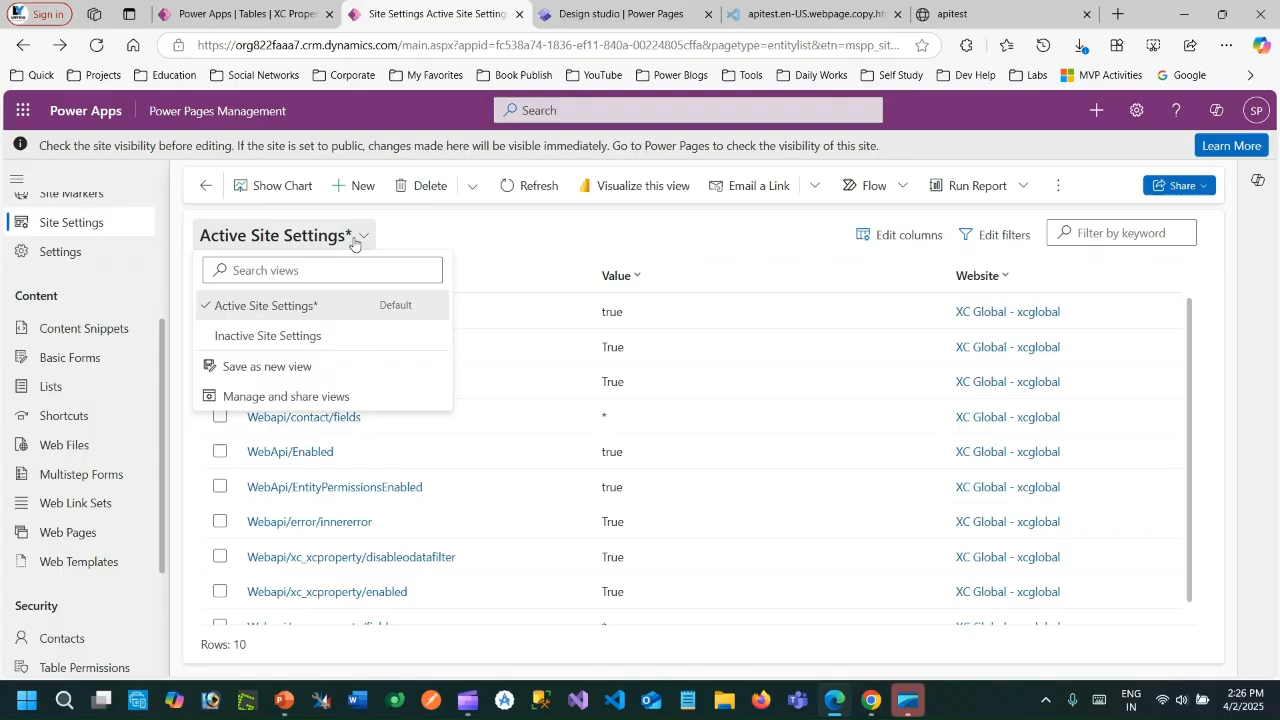 Sign in
Power Apps | Tables | XC Proper
Site Settings Active Site Setting
Design studio | Power Pages
apitest.en-US.webpage.copy.h
apitest
https://org822faaa7.crm.dynamics.com/main.aspx?appid=fc538a74-1836-ef11-840a-00224805cffa&pagetype=entitylist&etn=mspp_sit...
Quick
Projects
Education
Social Networks
Corporate
My Favorites
Book Publish
YouTube
Power Blogs
Tools
Daily Works
Self Study
Dev Help
Labs
MVP Activities
Google
Power Apps
Power Pages Management
Search
SP
Check the site visibility before editing. If the site is set to public, changes made here will be visible immediately. Go to Power Pages to check the visibility of this site.
Learn More
Site Markers
Site Settings
Settings
Content
Content Snippets
Basic Forms
Lists
Shortcuts
Web Files
Multistep Forms
Web Link Sets
Web Pages
Web Templates
Security
Contacts
Table Permissions
Show Chart
New
Delete
Refresh
Visualize this view
Email a Link
Flow
Run Report
Share
Active Site Settings*
Edit columns
Edit filters
Filter by keyword
Search views
Active Site Settings*
Default
Inactive Site Settings
Save as new view
Manage and share views
Value
Website
true
XC Global - xcglobal
True
XC Global - xcglobal
True
XC Global - xcglobal
Webapi/contact/fields
*
XC Global - xcglobal
WebApi/Enabled
true
XC Global - xcglobal
WebApi/EntityPermissionsEnabled
true
XC Global - xcglobal
Webapi/error/innererror
True
XC Global - xcglobal
Webapi/xc_xcproperty/disableodatafilter
True
XC Global - xcglobal
Webapi/xc_xcproperty/enabled
True
XC Global - xcglobal
Rows: 10
ENG
IN
2:26 PM
4/2/2025